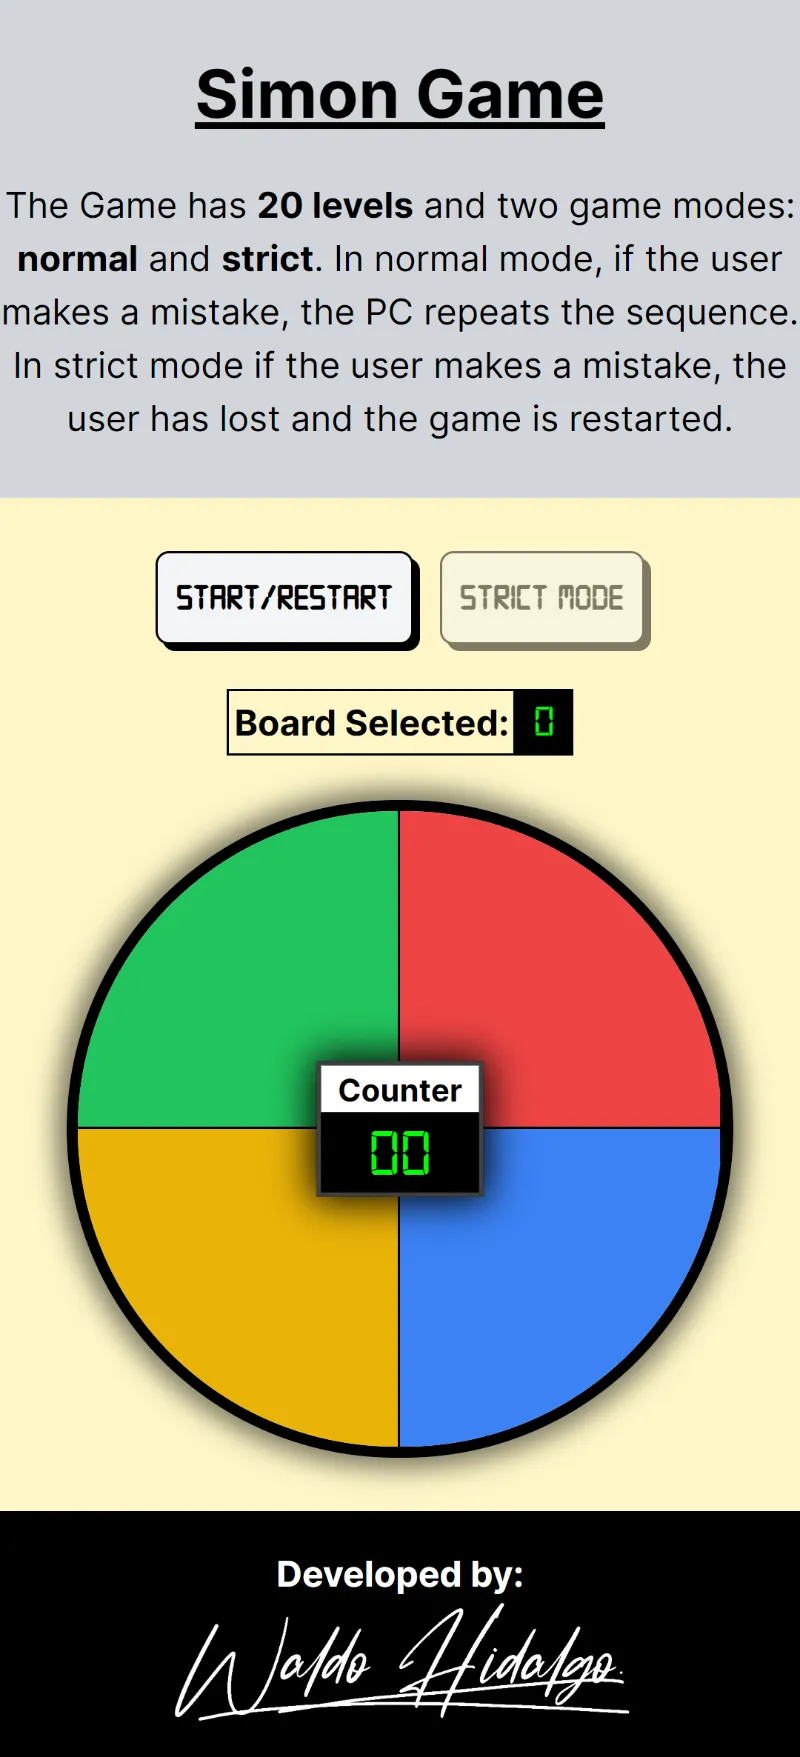 Simon Game
The Game has 20 levels and two game modes:
normal and strict. In normal mode, if the user
makes a mistake, the PC repeats the sequence.
In strict mode if the user makes a mistake, the
user has lost and the game is restarted.
START/RESTART
STRICT MODE
Board Selected: 0
Counter
00
Developed by:
Waldo Hidalgo.